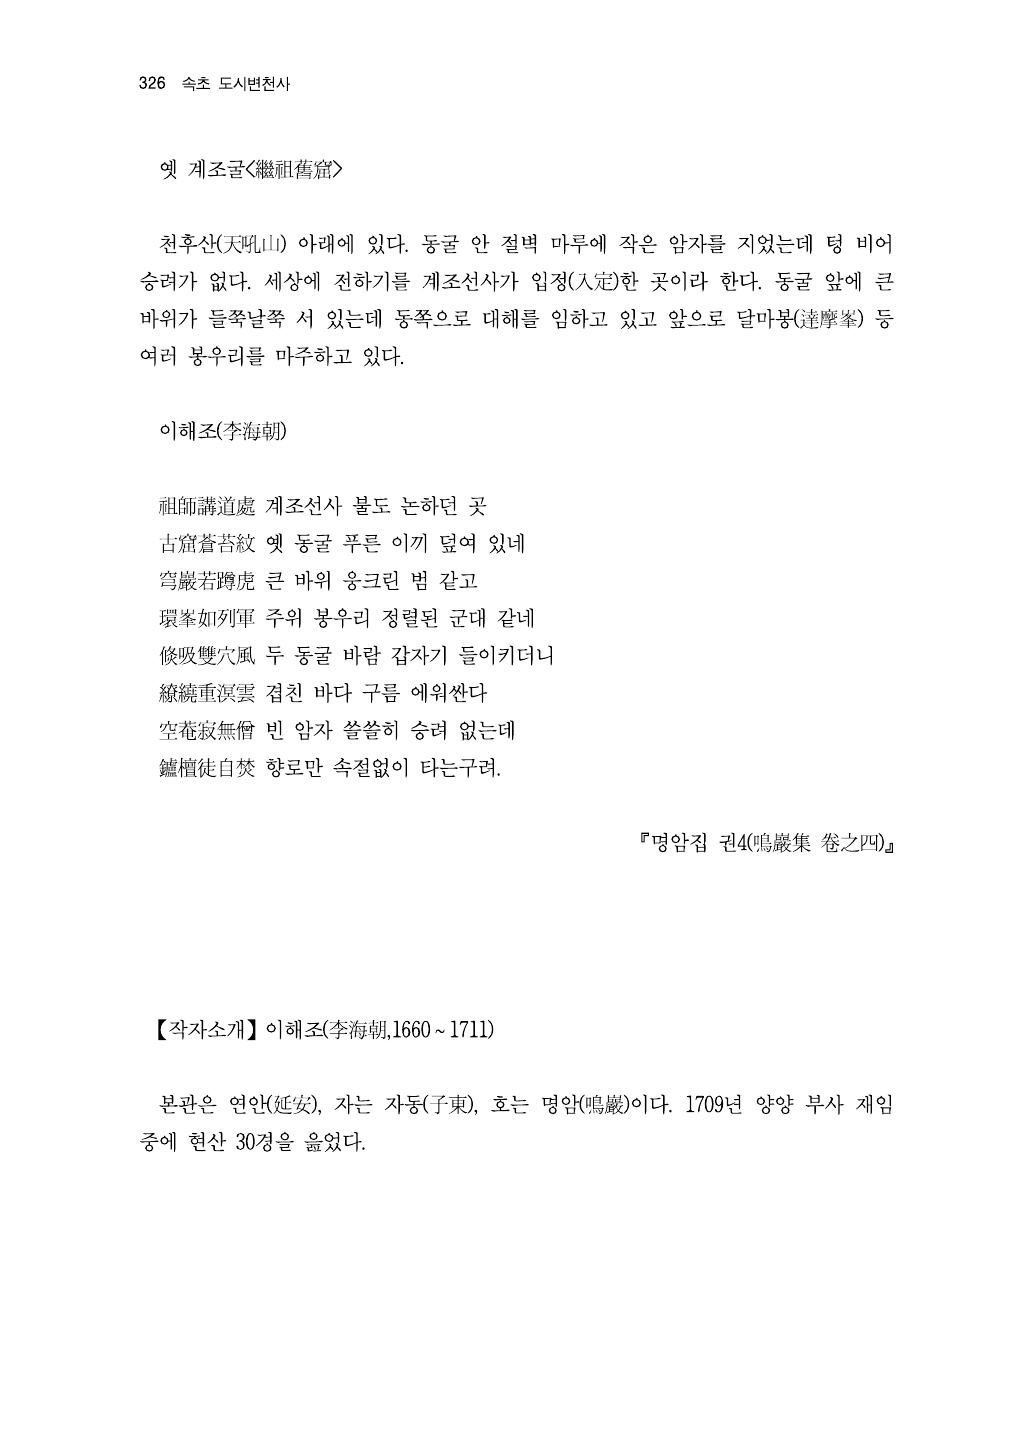 326 속초 도시변천사
옛 계조굴<繼祖舊窟>
천후산(天吼山) 아래에 있다. 동굴 안 절벽 마루에 작은 암자를 지었는데 텅 비어
승려가 없다. 세상에 전하기를 계조선사가 입정(入定)한 곳이라 한다. 동굴 앞에 큰
바위가 들쭉날쭉 서 있는데 동쪽으로 대해를 임하고 있고 앞으로 달마봉(達摩峯) 등
여러 봉우리를 마주하고 있다.
이해조(李海朝)
祖師講道處 계조선사 불도 논하던 곳
古窟蒼苔紋 옛 동굴 푸른 이끼 덮여 있네
穹巖若蹲虎 큰 바위 웅크린 범 같고
環峯如列軍 주위 봉우리 정렬된 군대 같네
倏吸雙穴風 두 동굴 바람 갑자기 들이키더니
繚繞重溟雲 겹친 바다 구름 에워싼다
空菴寂無僧 빈 암자 쓸쓸히 승려 없는데
鑪檀徒自焚 향로만 속절없이 타는구려.
『명암집 권4(鳴巖集 卷之四)』
【작자소개】이해조(李海朝,1660~1711)
본관은 연안(延安), 자는 자동(子東), 호는 명암(鳴巖)이다. 1709년 양양 부사 재임
중에 현산 30경을 읊었다.